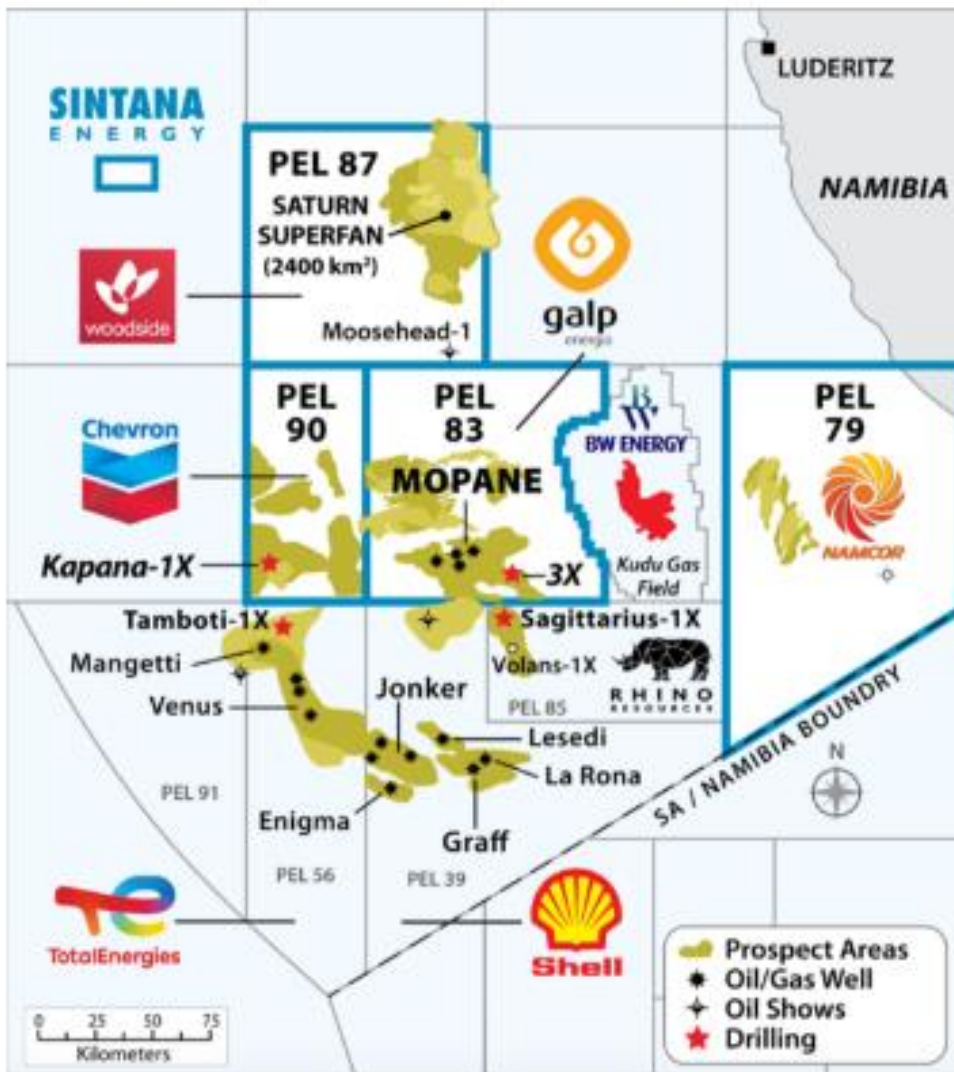 LUDERITZ
SINTANA
ENERGY
PEL 87
SATURN
SUPERFAN
(2400 km²)
NAMIBIA
woodside
galp
energia
Moosehead-1
PEL
90
PEL
83
MOPANE
B
W
BW ENERGY
PEL
79
Chevron
NAMCOR
Kapana-1X
3X
Kudu Gas
Field
Tamboti-1X
Sagittarius-1X
Mangetti
Volans-1X
RHINO
RESOURCES
Venus
Jonker
PEL 85
Lesedi
La Rona
SA / NAMIBIA BOUNDRY
N
PEL 91
Enigma
Graff
PEL 56
PEL 39
TotalEnergies
Shell
Prospect Areas
Oil/Gas Well
Oil Shows
Drilling
0 25 50 75
Kilometers